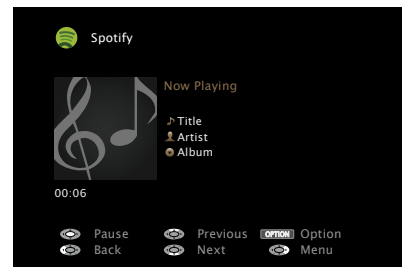 Spotify
Now Playing
Title
Artist
Album
00:06
Pause Previous OPTION Option
Back Next Menu